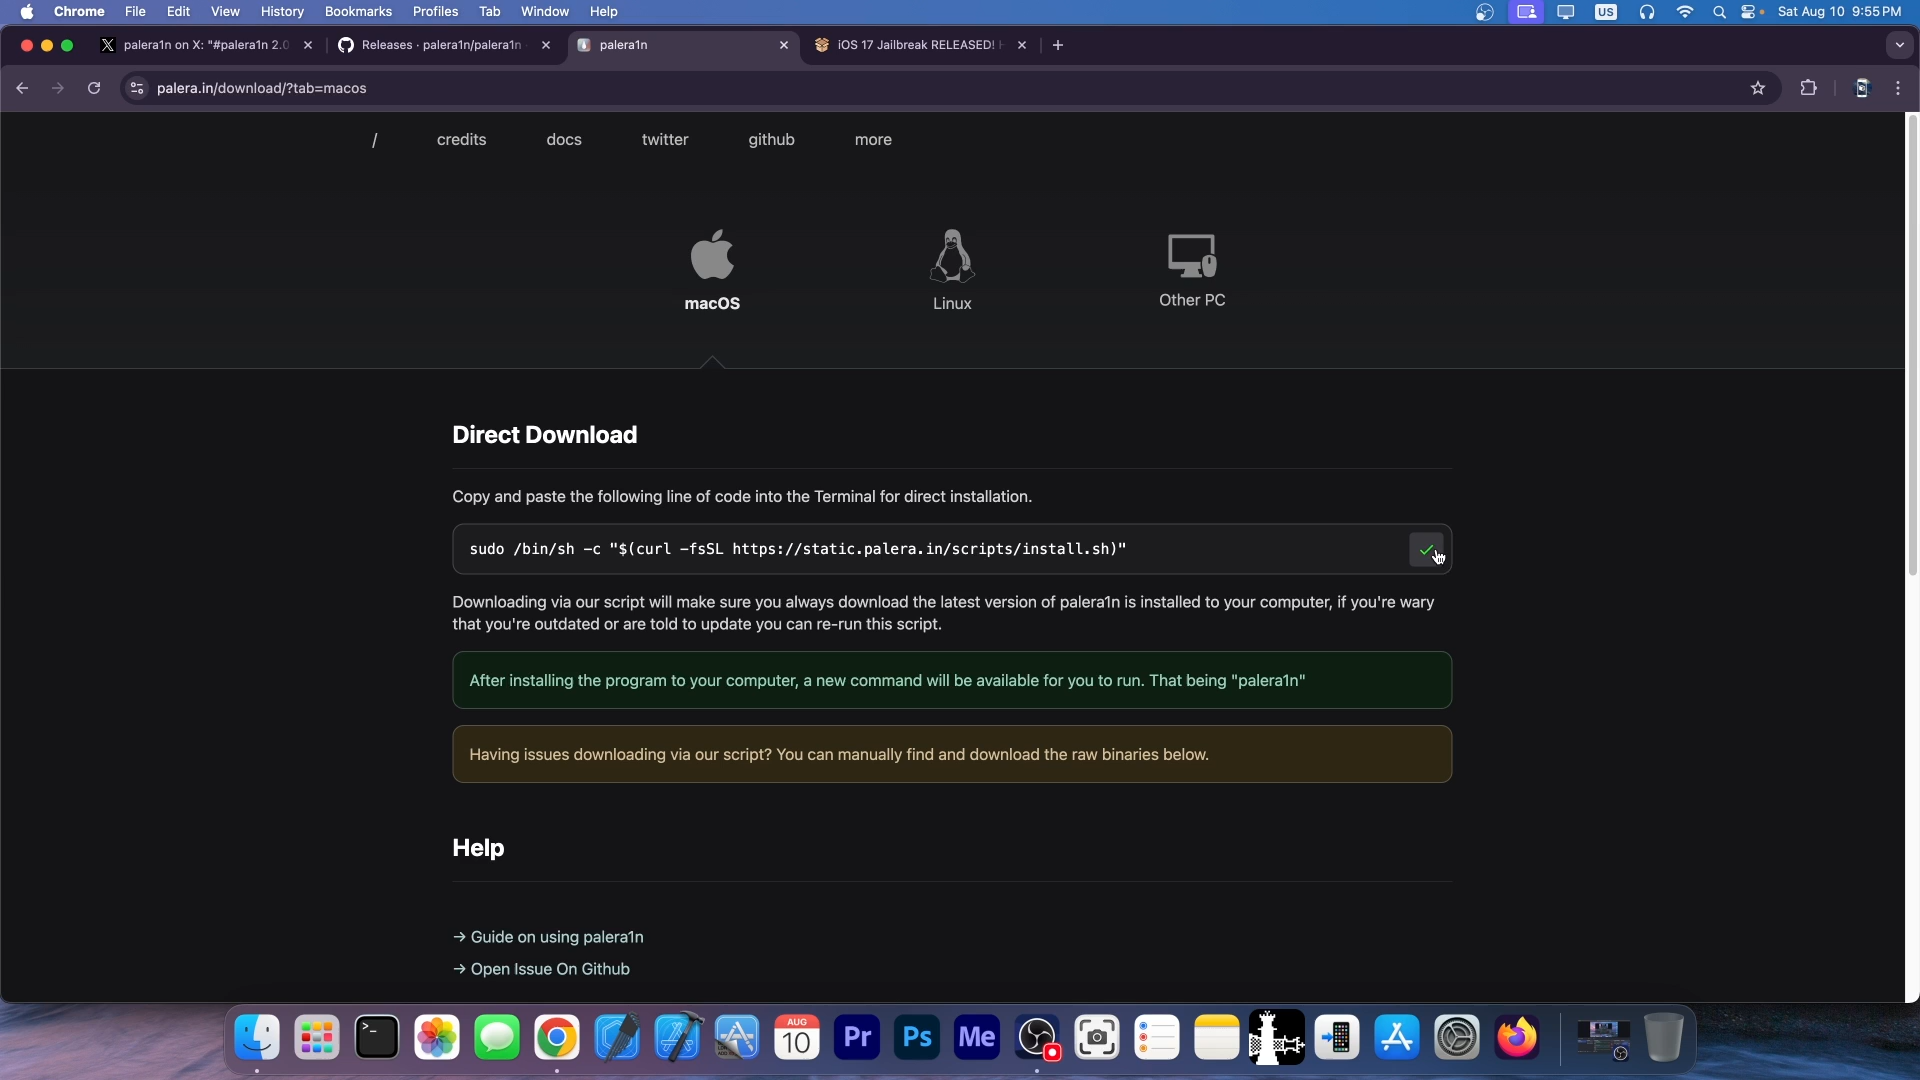 Chrome File Edit View History Bookmarks Profiles Tab Window Help US Sat Aug 10 9:55 PM
palera1n on X: "#palera1n 2.0 Releases · palera1n/palera1n palera1n iOS 17 Jailbreak RELEASED! H
palera.in/download/?tab=macos
/ credits docs twitter github more
macOS Linux Other PC
Direct Download
Copy and paste the following line of code into the Terminal for direct installation.
sudo /bin/sh -c "$(curl -fsSL https://static.palera.in/scripts/install.sh)"
Downloading via our script will make sure you always download the latest version of palera1n is installed to your computer, if you're wary
that you're outdated or are told to update you can re-run this script.
After installing the program to your computer, a new command will be available for you to run. That being "palera1n"
Having issues downloading via our script? You can manually find and download the raw binaries below.
Help
→ Guide on using palera1n
→ Open Issue On Github
>_ AUG 10 Pr Ps Me